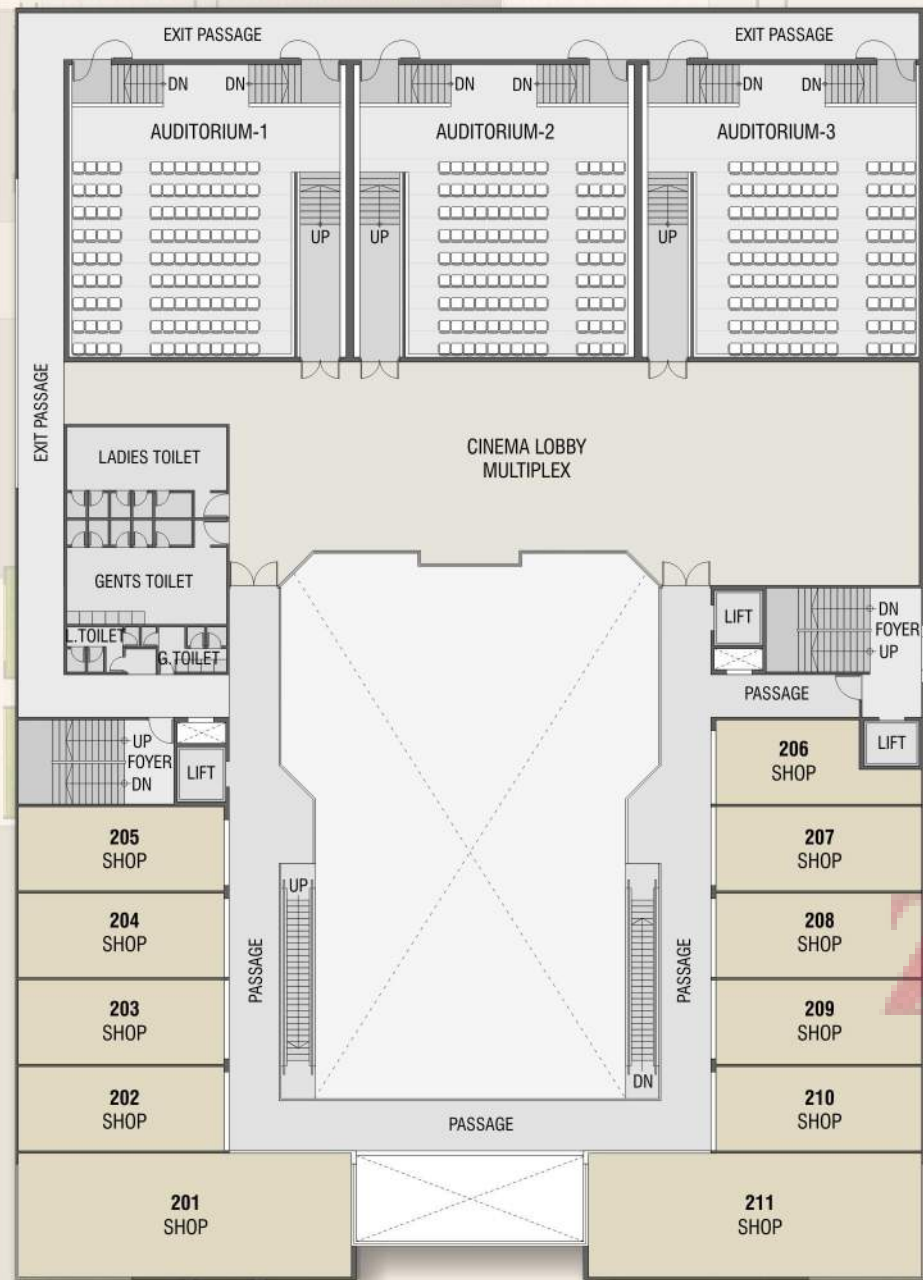 EXIT PASSAGE
EXIT PASSAGE
DN
DN
DN
DN
DN
DN
AUDITORIUM-1
AUDITORIUM-2
AUDITORIUM-3
UP
UP
UP
EXIT PASSAGE
CINEMA LOBBY
MULTIPLEX
LADIES TOILET
GENTS TOILET
L.TOILET
G.TOILET
LIFT
DN
FOYER
UP
PASSAGE
UP
FOYER
DN
LIFT
LIFT
206
SHOP
205
SHOP
207
SHOP
UP
204
SHOP
208
SHOP
PASSAGE
PASSAGE
203
SHOP
209
SHOP
DN
202
SHOP
210
SHOP
PASSAGE
201
SHOP
211
SHOP